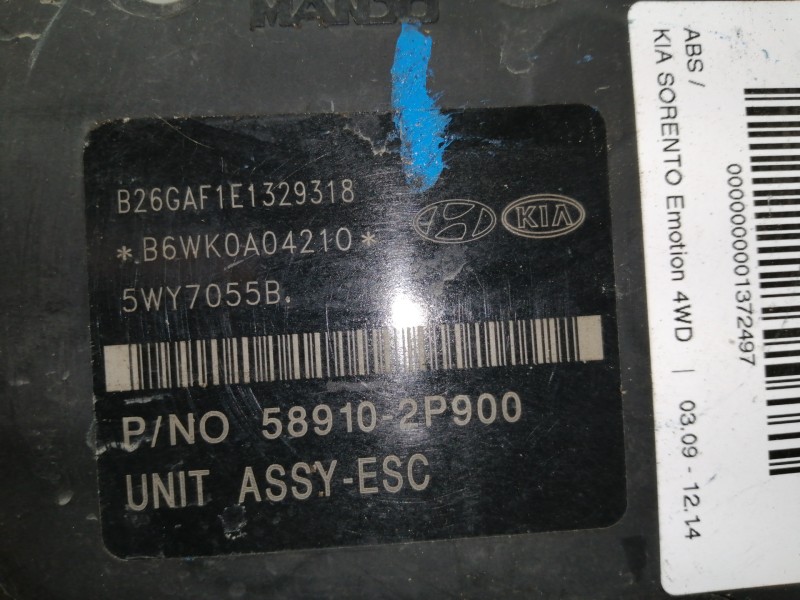 MANDO
B26GAF1E1329318
*B6WK0A04210*
5WY7055B.
KIA
P/NO 58910-2P900
UNIT ASSY-ESC
ABS /
KIA SORENTO Emotion 4WD | 03.09 - 12.14
0000000001372497